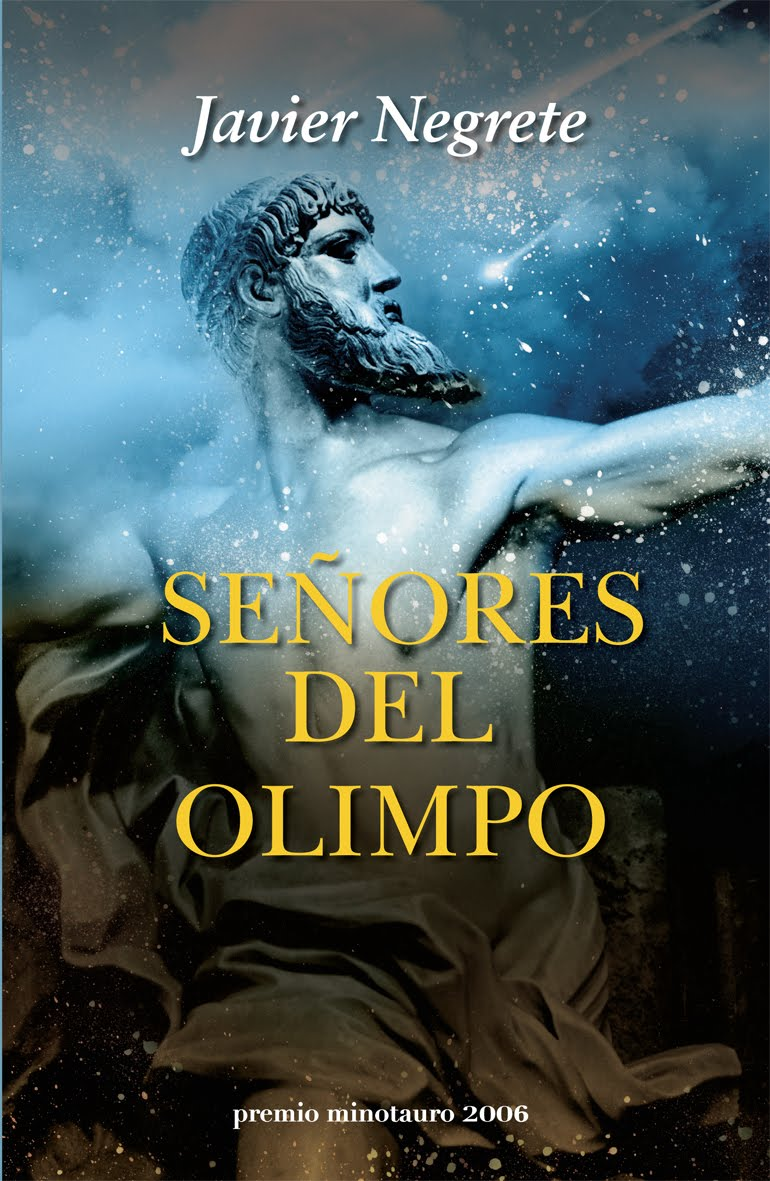 Javier Negrete
SEÑORES
DEL
OLIMPO
premio minotauro 2006